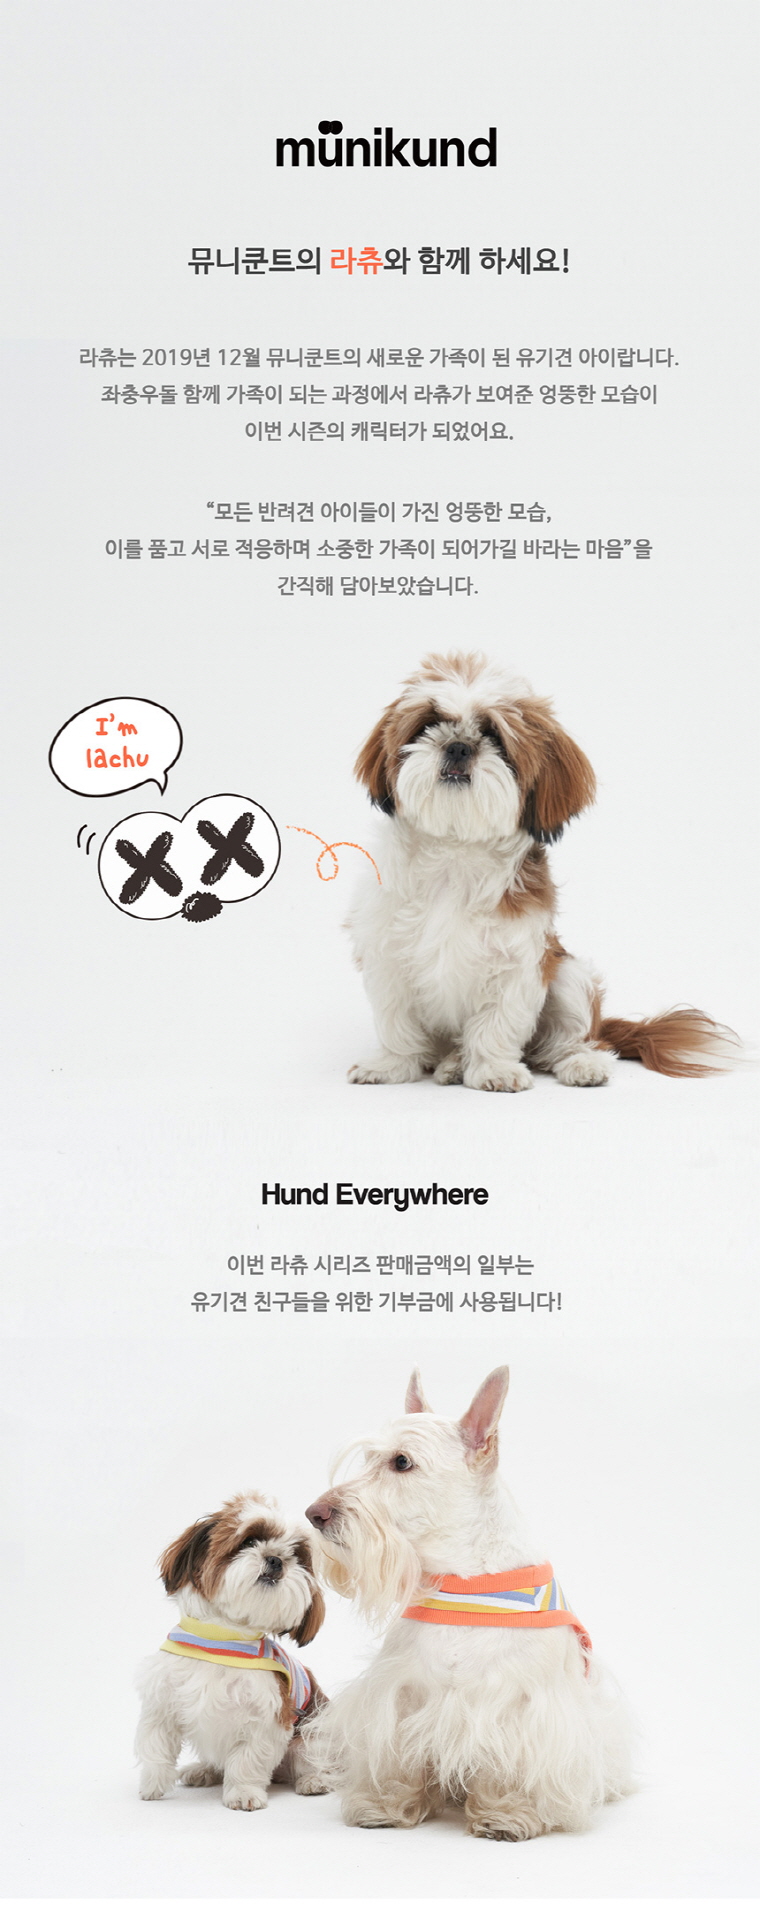 münikund
뮤니쿤트의 라츄와 함께 하세요!
라츄는 2019년 12월 뮤니쿤트의 새로운 가족이 된 유기견 아이랍니다.
좌충우돌 함께 가족이 되는 과정에서 라츄가 보여준 엉뚱한 모습이
이번 시즌의 캐릭터가 되었어요.
“모든 반려견 아이들이 가진 엉뚱한 모습,
이를 품고 서로 적응하며 소중한 가족이 되어가길 바라는 마음”을
간직해 담아보았습니다.
I'm
lachu
Hund Everywhere
이번 라츄 시리즈 판매금액의 일부는
유기견 친구들을 위한 기부금에 사용됩니다!